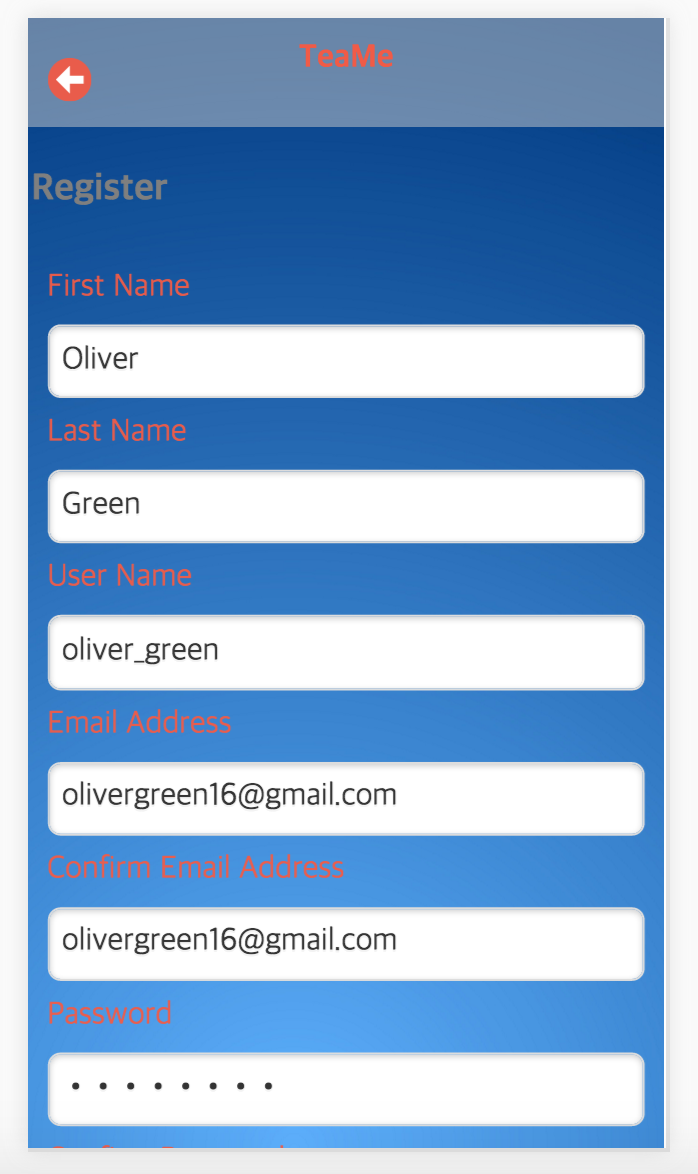 TeaMe
Register
First Name
Oliver
Last Name
Green
User Name
oliver_green
Email Address
olivergreen16@gmail.com
Confirm Email Address
olivergreen16@gmail.com
Password
• • • • • • • •